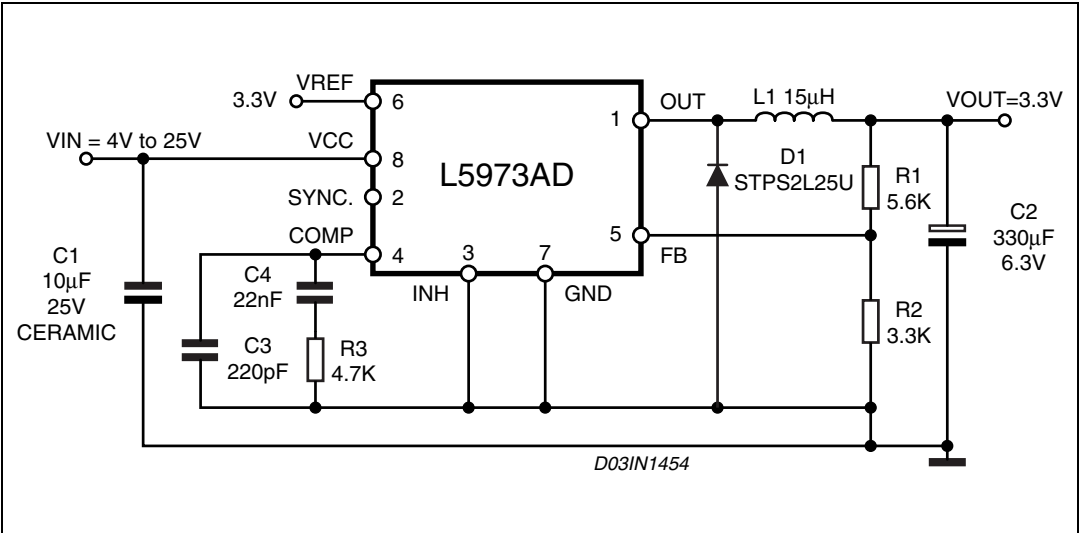 VREF
3.3V
6
VIN = 4V to 25V
VCC
8
SYNC.
2
COMP
4
L5973AD
1
OUT
L1 15μH
VOUT=3.3V
D1
STPS2L25U
R1
5.6K
5
FB
C2
330μF
6.3V
3
INH
7
GND
C1
10μF
25V
CERAMIC
C4
22nF
C3
220pF
R3
4.7K
R2
3.3K
D03IN1454